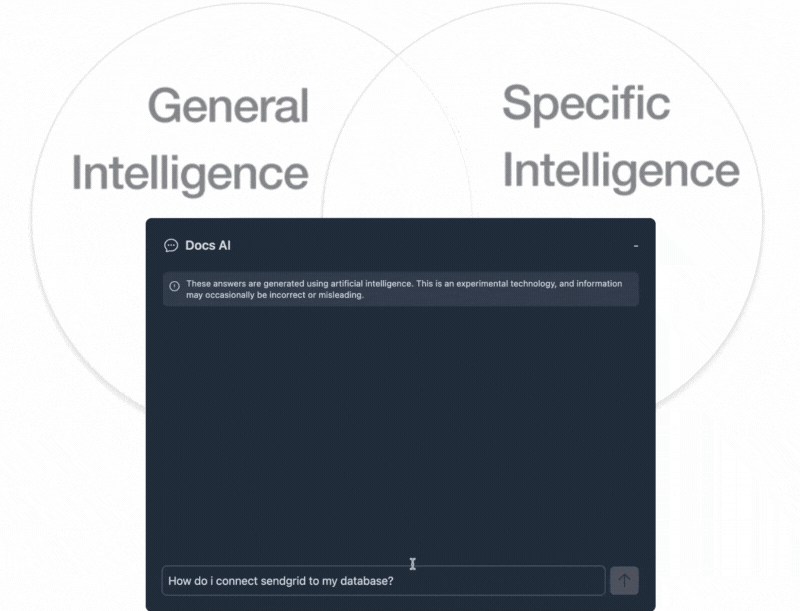 General
Intelligence
Specific
Intelligence
Docs AI
These answers are generated using artificial intelligence. This is an experimental technology, and information
may occasionally be incorrect or misleading.
How do i connect sendgrid to my database?